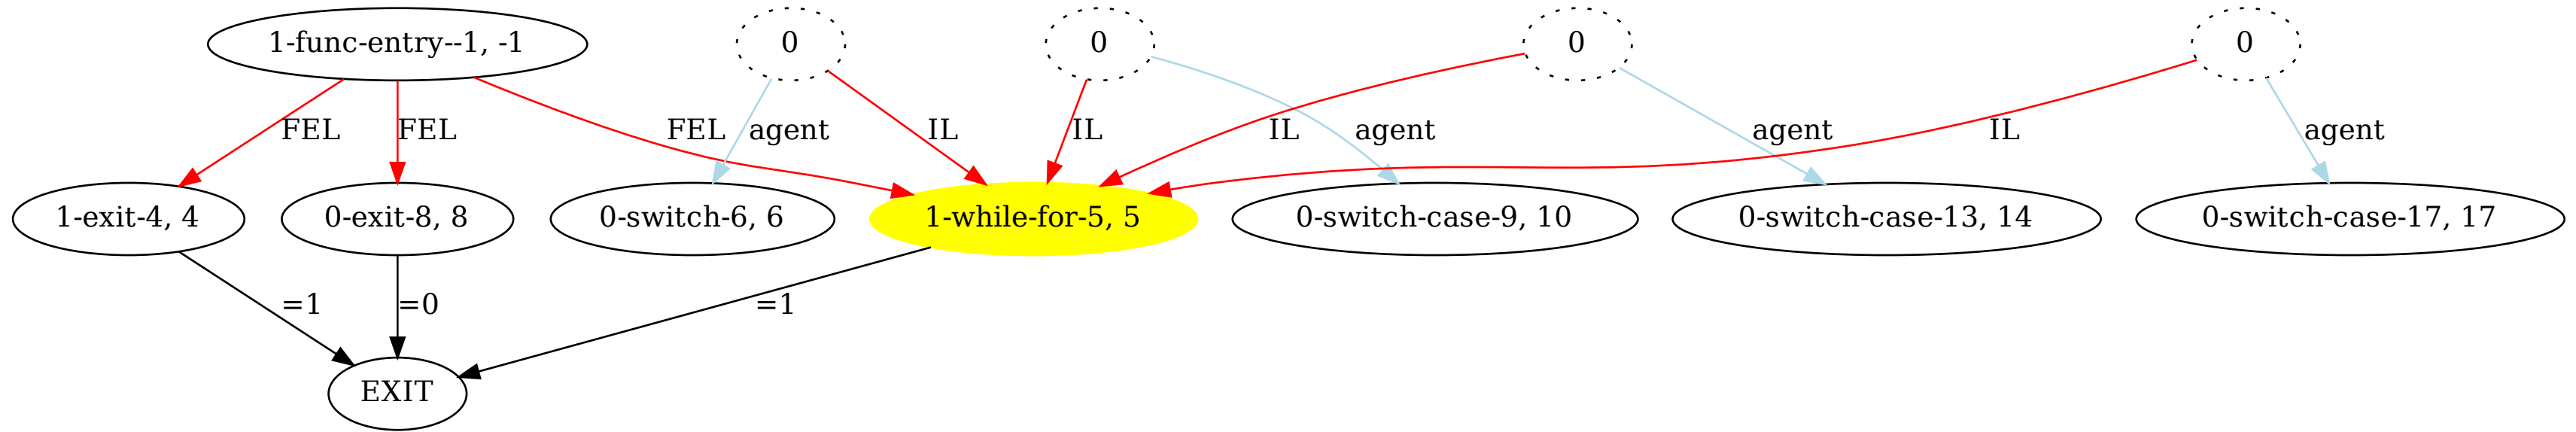 1-func-entry--1, -1
0
0
0
0
FEL
FEL
FEL
agent
IL
IL
IL
agent
agent
IL
agent
1-exit-4, 4
0-exit-8, 8
0-switch-6, 6
1-while-for-5, 5
0-switch-case-9, 10
0-switch-case-13, 14
0-switch-case-17, 17
=1
=0
=1
EXIT